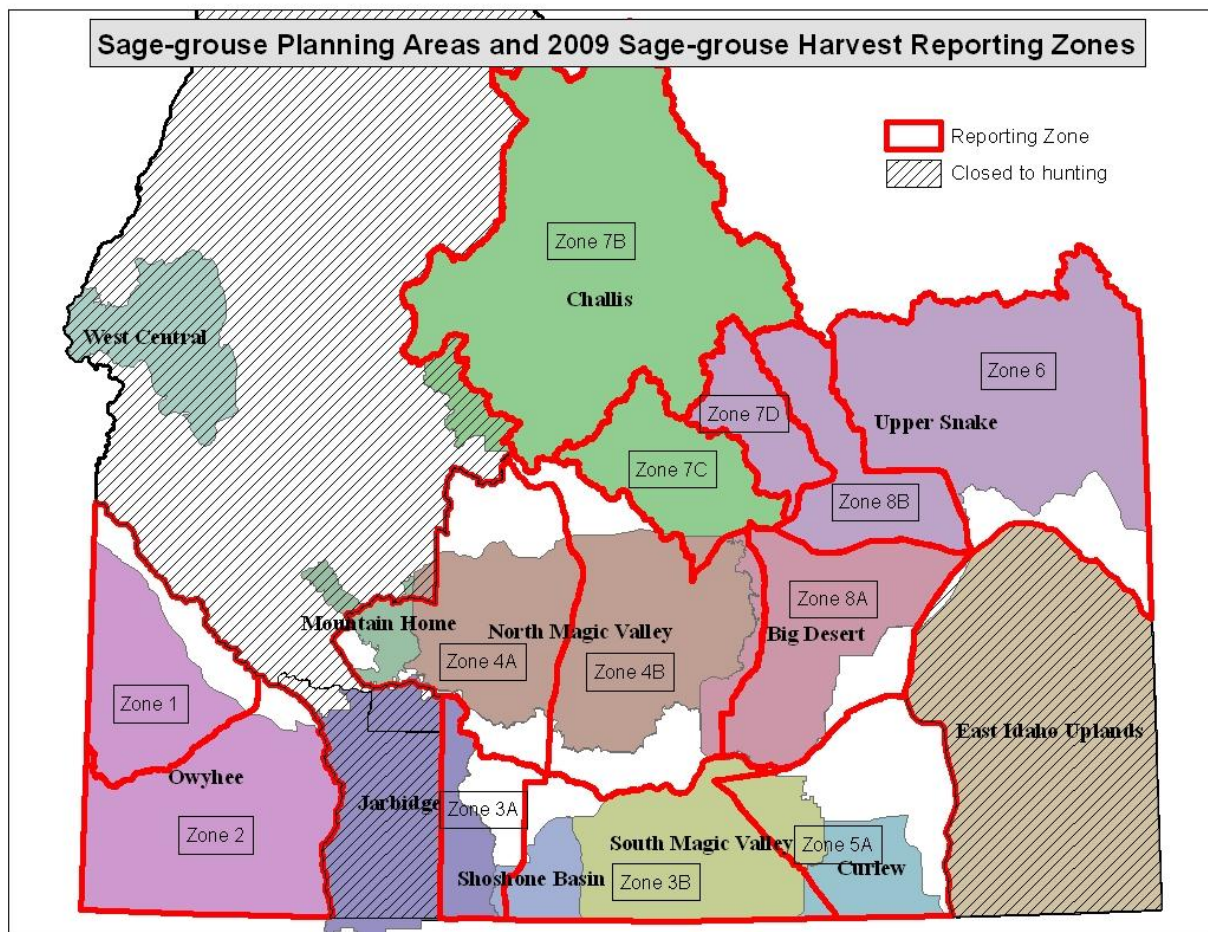 Sage-grouse Planning Areas and 2009 Sage-grouse Harvest Reporting Zones
Reporting Zone
Closed to hunting
Zone 7B
Challis
West Central
Zone 6
Zone 7D
Upper Snake
Zone 7C
Zone 8B
Zone 8A
Mountain Home
North Magic Valley
Big Desert
Zone 4A
Zone 4B
Zone 1
East Idaho Uplands
Owyhee
Jarbidge
Zone 3A
Zone 2
South Magic Valley
Zone 5A
Curlew
Shoshone Basin
Zone 3B